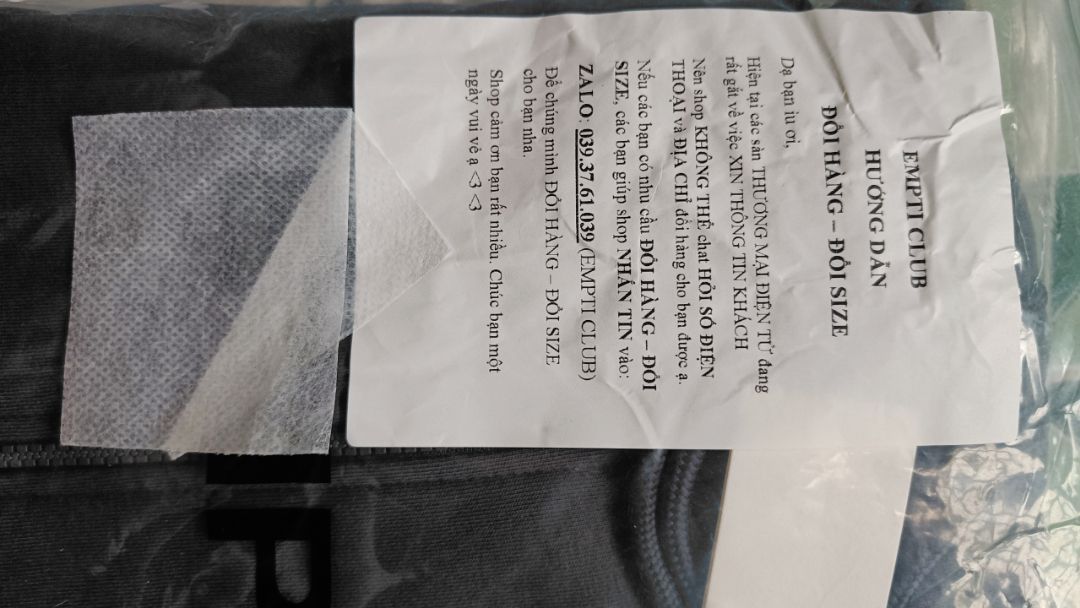 EMPTI CLUB
HƯỚNG DẪN
ĐỔI HÀNG – ĐỔI SIZE
Dạ bạn iu ơi,
Hiện tại các sàn THƯƠNG MẠI ĐIỆN TỬ đang
rất gắt về việc XIN THÔNG TIN KHÁCH
Nên shop KHÔNG THỂ chat HỎI SỐ ĐIỆN
THOẠI và ĐỊA CHỈ đổi hàng cho bạn được ạ.
Nếu các bạn có nhu cầu ĐỔI HÀNG – ĐỔI
SIZE, các bạn giúp shop NHẮN TIN vào:
ZALO: 039.37.61.039 (EMPTI CLUB)
Để chúng mình ĐỔI HÀNG – ĐỔI SIZE
cho bạn nha.
Shop cảm ơn bạn rất nhiều. Chúc bạn một
ngày vui vẻ ạ <3 <3